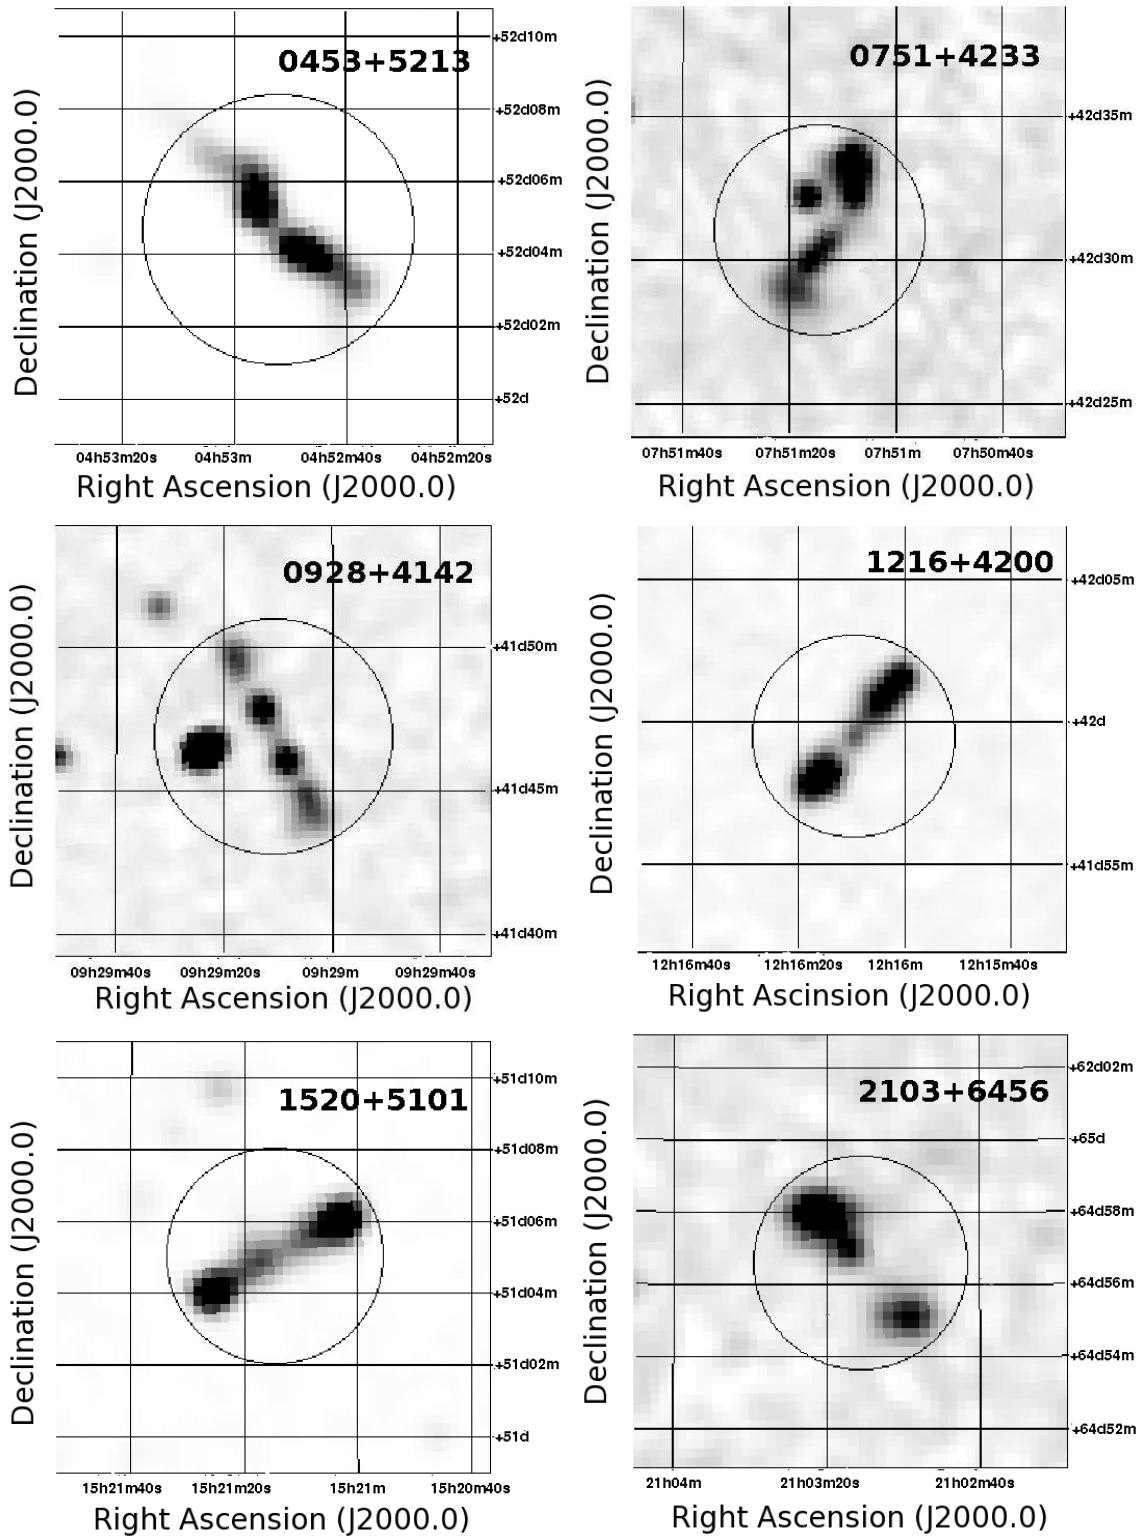 0453+5213
+52d10m
+52d08m
+52d06m
+52d04m
+52d02m
+52d
Declination (J2000.0)
04h53m20s 04h53m 04h52m40s 04h52m20s
Right Ascension (J2000.0)
0751+4233
+42d35m
+42d30m
+42d25m
Declination (J2000.0)
07h51m40s 07h51m20s 07h51m 07h50m40s
Right Ascension (J2000.0)
0928+4142
+41d50m
+41d45m
+41d40m
Declination (J2000.0)
09h29m40s 09h29m20s 09h29m 09h29m40s
Right Ascension (J2000.0)
1216+4200
+42d05m
+42d
+41d55m
Declination (J2000.0)
12h16m40s 12h16m20s 12h16m 12h15m40s
Right Ascinsion (J2000.0)
1520+5101
+51d10m
+51d08m
+51d06m
+51d04m
+51d02m
+51d
Declination (J2000.0)
15h21m40s 15h21m20s 15h21m 15h20m40s
Right Ascension (J2000.0)
2103+6456
+62d02m
+65d
+64d58m
+64d56m
+64d54m
+64d52m
Declination (J2000.0)
21h04m 21h03m20s 21h02m40s
Right Ascension (J2000.0)